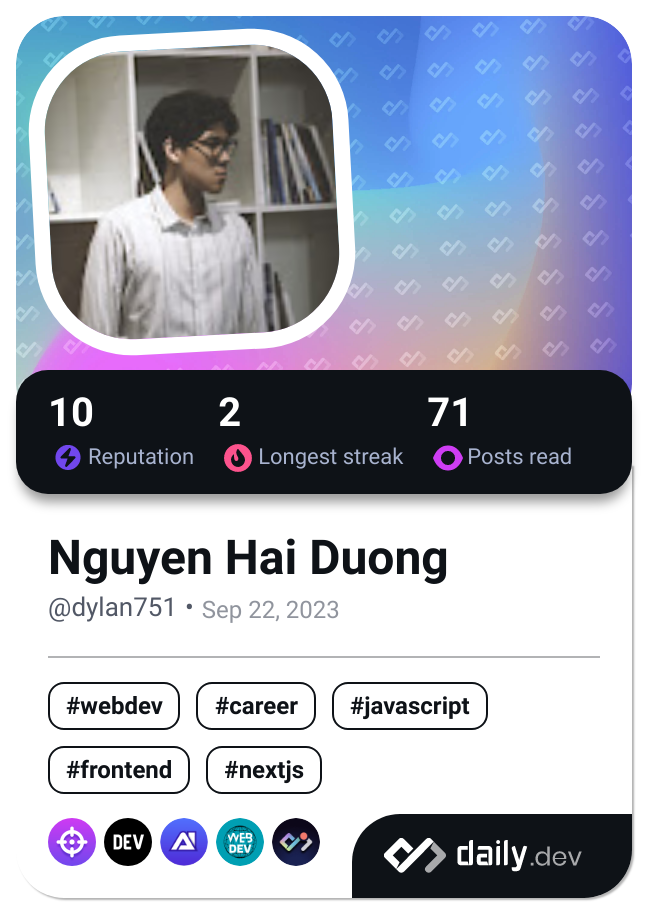 10 2 71
Reputation Longest streak Posts read
Nguyen Hai Duong
@dylan751 • Sep 22, 2023
#webdev #career #javascript
#frontend #nextjs
DEV AI WEB DEV daily.dev